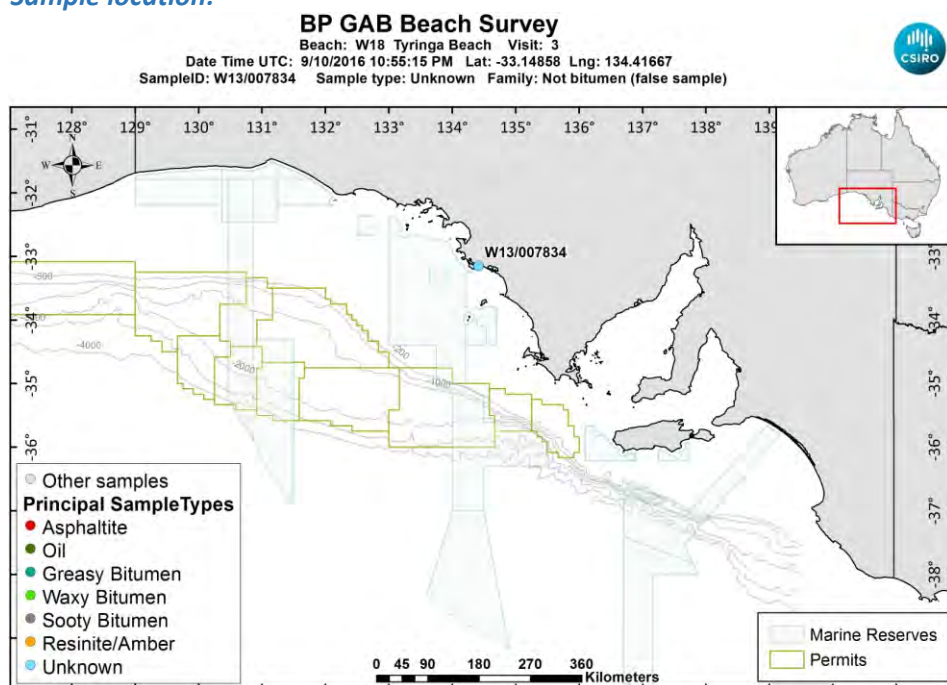 Sample location:
BP GAB Beach Survey
Beach: W18 Tyringa Beach Visit: 3
Date Time UTC: 9/10/2016 10:55:15 PM Lat: -33.14858 Lng: 134.41667
SampleID: W13/007834 Sample type: Unknown Family: Not bitumen (false sample)
CSIRO
128° 129° 130° 131° 132° 133° 134° 135° 136° 137° 138° 139
-31°
-32°
-33°
-34°
-35°
-36°
-37°
-38°
N
W E
S
W13/007834
-33°
-34°
-35°
-36°
-37°
-38°
-4000
-2000
-200
-1000
Other samples
Principal SampleTypes
Asphaltite
Oil
Greasy Bitumen
Waxy Bitumen
Sooty Bitumen
Resinite/Amber
Unknown
0 45 90 180 270 360
Kilometers
Marine Reserves
Permits